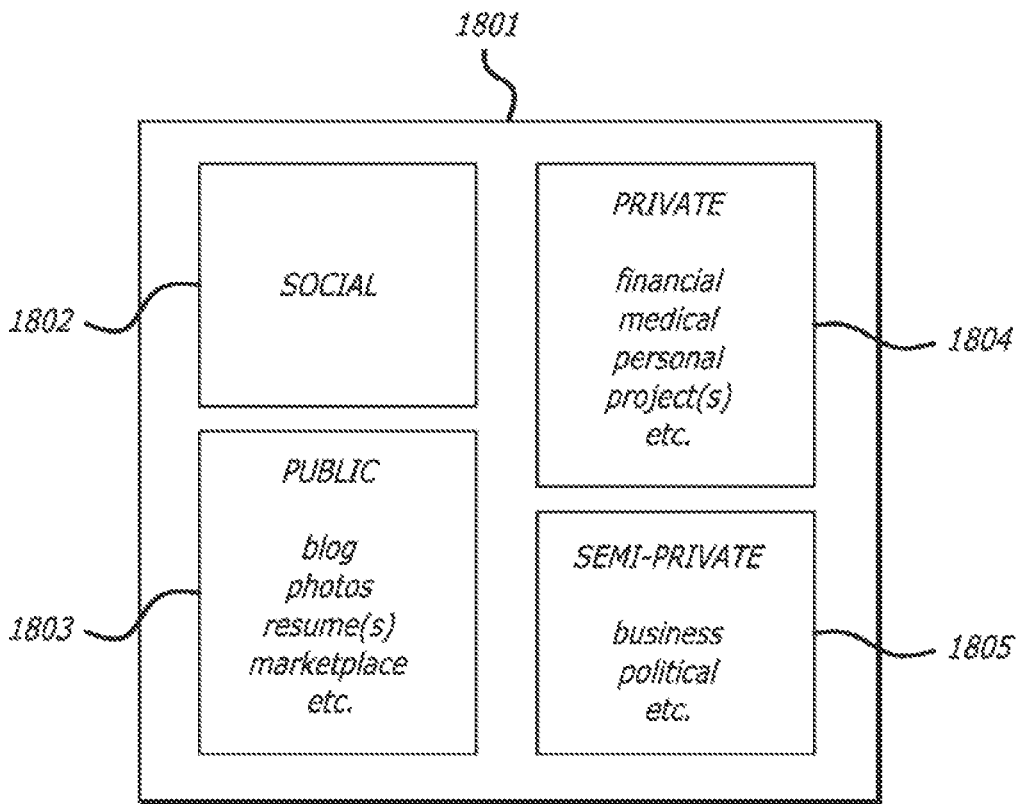 1801
SOCIAL
1802
PUBLIC
blog
photos
resume(s)
marketplace
etc.
1803
PRIVATE
financial
medical
personal
project(s)
etc.
1804
SEMI-PRIVATE
business
political
etc.
1805